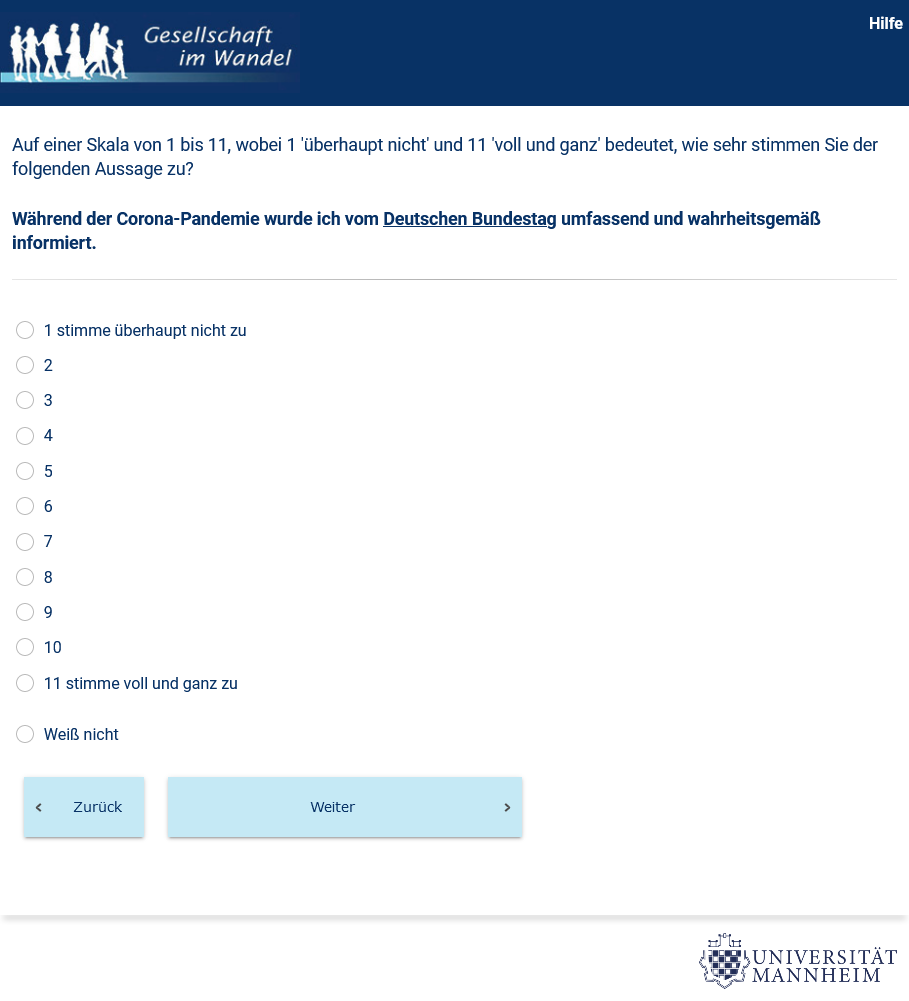 Gesellschaft
im Wandel
Hilfe
Auf einer Skala von 1 bis 11, wobei 1 'überhaupt nicht' und 11 'voll und ganz' bedeutet, wie sehr stimmen Sie der
folgenden Aussage zu?
Während der Corona-Pandemie wurde ich vom Deutschen Bundestag umfassend und wahrheitsgemäß
informiert.
1 stimme überhaupt nicht zu
2
3
4
5
6
7
8
9
10
11 stimme voll und ganz zu
Weiß nicht
Zurück
Weiter
UNIVERSITÄT
MANNHEIM